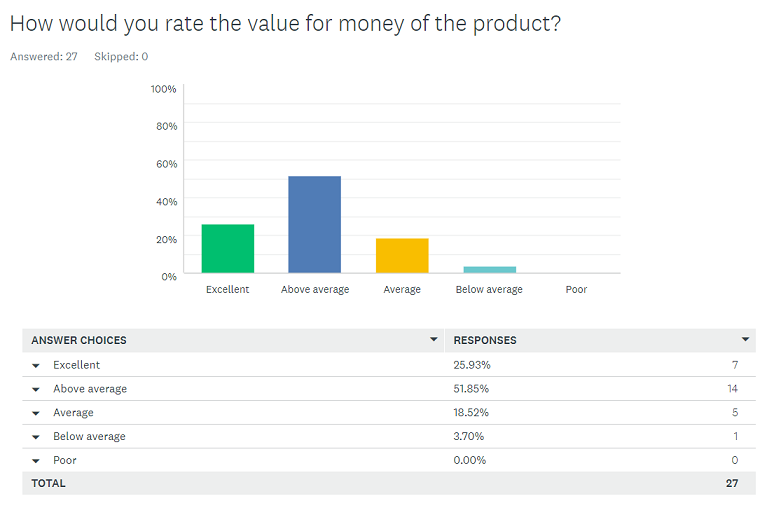 How would you rate the value for money of the product?
Answered: 27 Skipped: 0
100%
80%
60%
40%
20%
0%
Excellent Above average Average Below average Poor
ANSWER CHOICES RESPONSES
Excellent 25.93% 7
Above average 51.85% 14
Average 18.52% 5
Below average 3.70% 1
Poor 0.00% 0
TOTAL 27